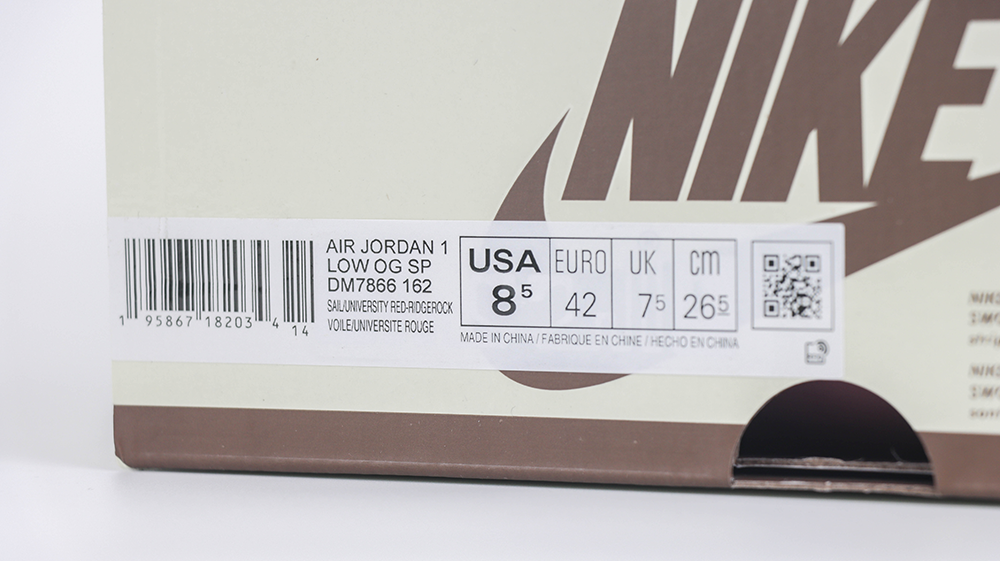 NIKE
AIR JORDAN 1
LOW OG SP
DM7866 162
SAIL/UNIVERSITY RED-RIDGEROCK
VOILE/UNIVERSITE ROUGE
1 95867 18203 4 14
USA EURO UK cm
8⁵ 42 7⁵ 26⁵
MADE IN CHINA / FABRIQUE EN CHINE / HECHO EN CHINA